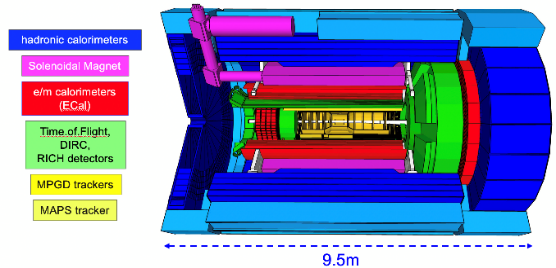 hadronic calorimeters
Solenoidal Magnet
e/m calorimeters
(ECal)
Time.of.Flight,
DIRC,
RICH detectors
MPGD trackers
MAPS tracker
9.5m